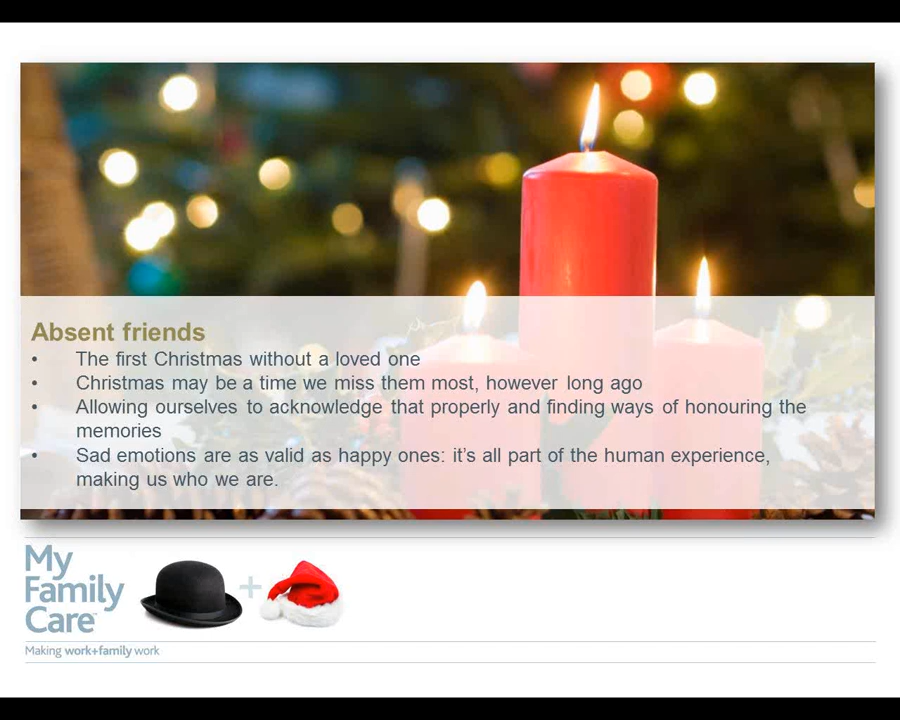 Absent friends
• The first Christmas without a loved one
• Christmas may be a time we miss them most, however long ago
• Allowing ourselves to acknowledge that properly and finding ways of honouring the
memories
• Sad emotions are as valid as happy ones: it’s all part of the human experience,
making us who we are.
My
Family
Care™
+
Making work+family work